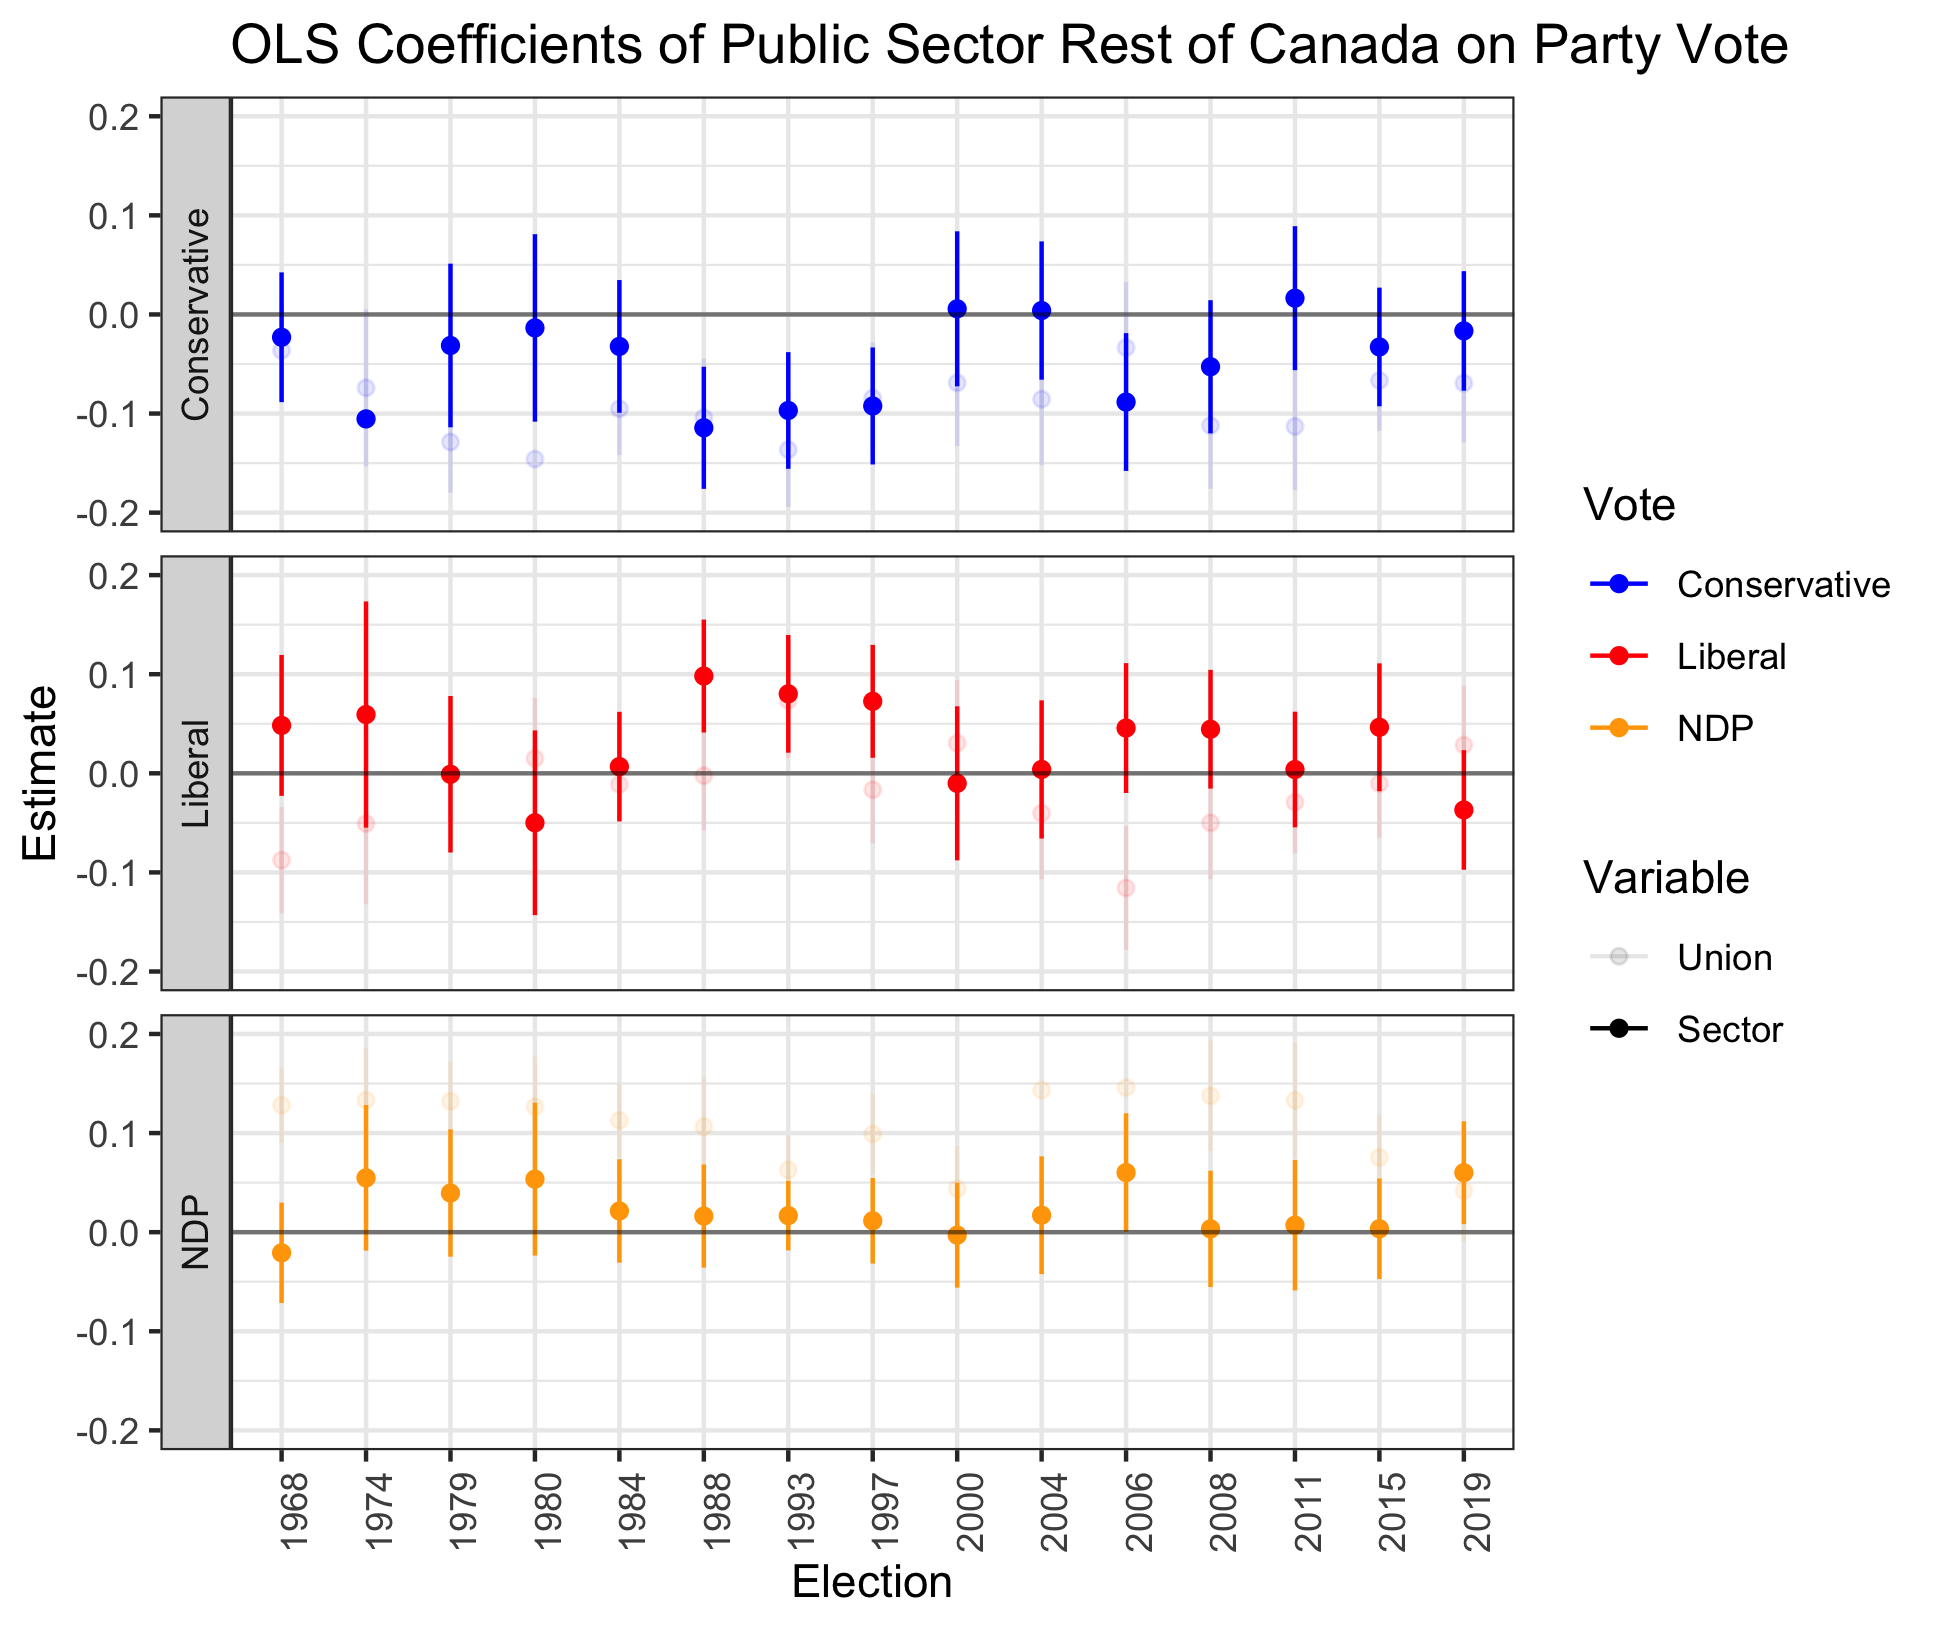 OLS Coefficients of Public Sector Rest of Canada on Party Vote
Estimate
Conservative
0.2
0.1
0.0
-0.1
-0.2
Liberal
0.2
0.1
0.0
-0.1
-0.2
NDP
0.2
0.1
0.0
-0.1
-0.2
1968 1974 1979 1980 1984 1988 1993 1997 2000 2004 2006 2008 2011 2015 2019
Election
Vote
Conservative
Liberal
NDP
Variable
Union
Sector